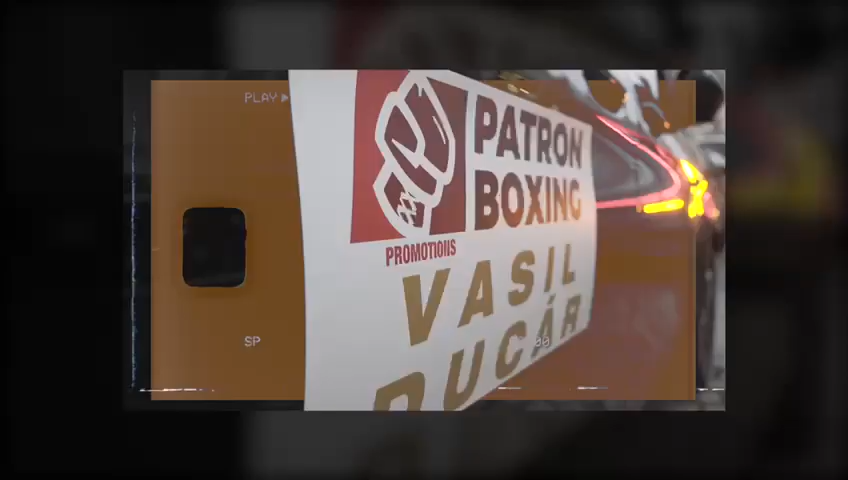 PLAY
PATRON
BOXING
PROMOTIONS
VASIL
DUCÁR
SP